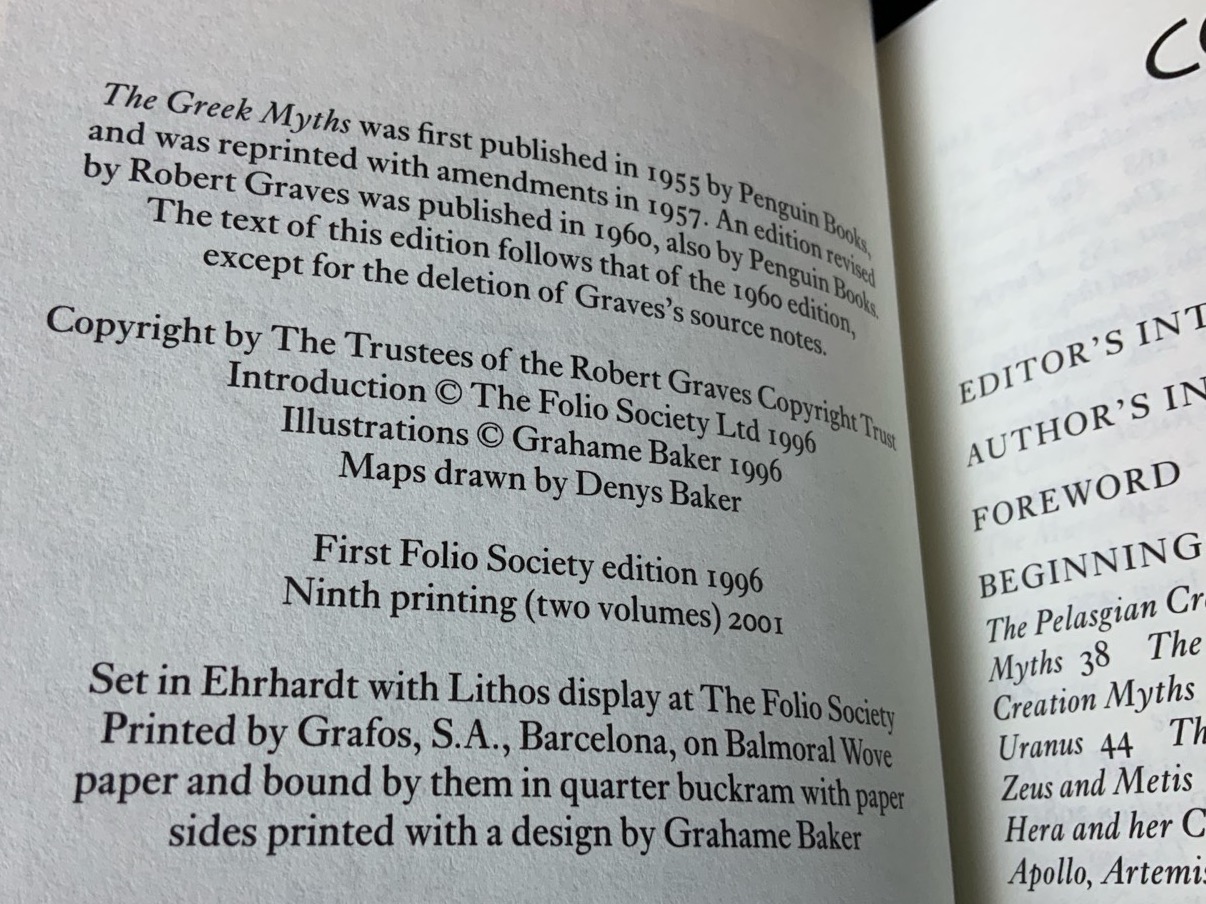 The Greek Myths was first published in 1955 by Penguin Books,
and was reprinted with amendments in 1957. An edition revised
by Robert Graves was published in 1960, also by Penguin Books.
The text of this edition follows that of the 1960 edition,
except for the deletion of Graves's source notes.
Copyright by The Trustees of the Robert Graves Copyright Trust
Introduction © The Folio Society Ltd 1996
Illustrations © Grahame Baker 1996
Maps drawn by Denys Baker
First Folio Society edition 1996
Ninth printing (two volumes) 2001
Set in Ehrhardt with Lithos display at The Folio Society
Printed by Grafos, S.A., Barcelona, on Balmoral Wove
paper and bound by them in quarter buckram with paper
sides printed with a design by Grahame Baker
EDITOR'S INT
AUTHOR'S IN
FOREWORD
BEGINNING
The Pelasgian Cr
Myths 38 The
Creation Myths
Uranus 44 Th
Zeus and Metis
Hera and her C
Apollo, Artemis